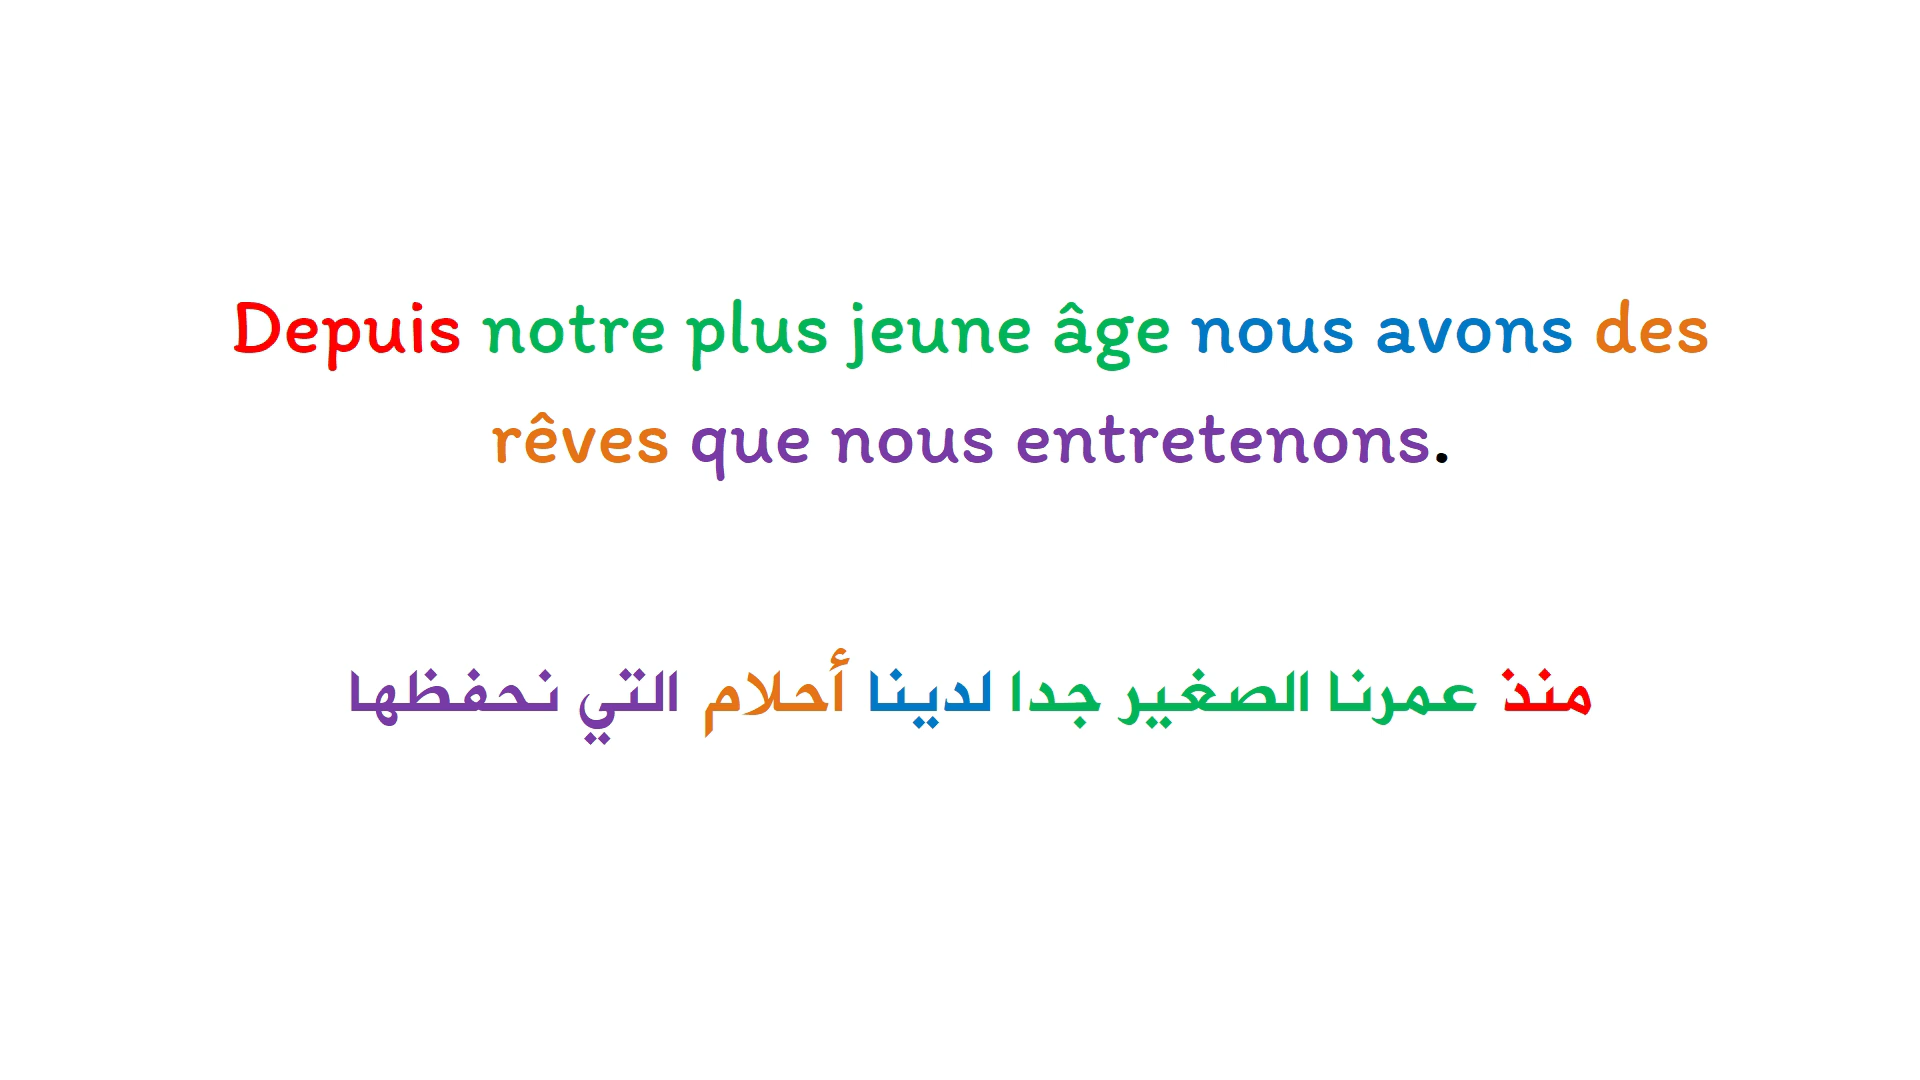 Depuis notre plus jeune âge nous avons des
rêves que nous entretenons.
منذ عمرنا الصغير جدا لدينا أحلام التي نحفظها